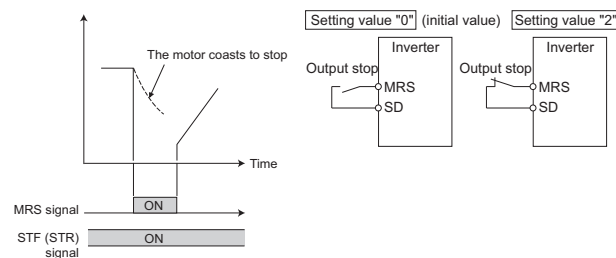 The motor coasts to stop
Time
MRS signal
ON
STF (STR)
signal
ON
Setting value "0" (initial value)
Inverter
Output stop
MRS
SD
Setting value "2"
Inverter
Output stop
MRS
SD